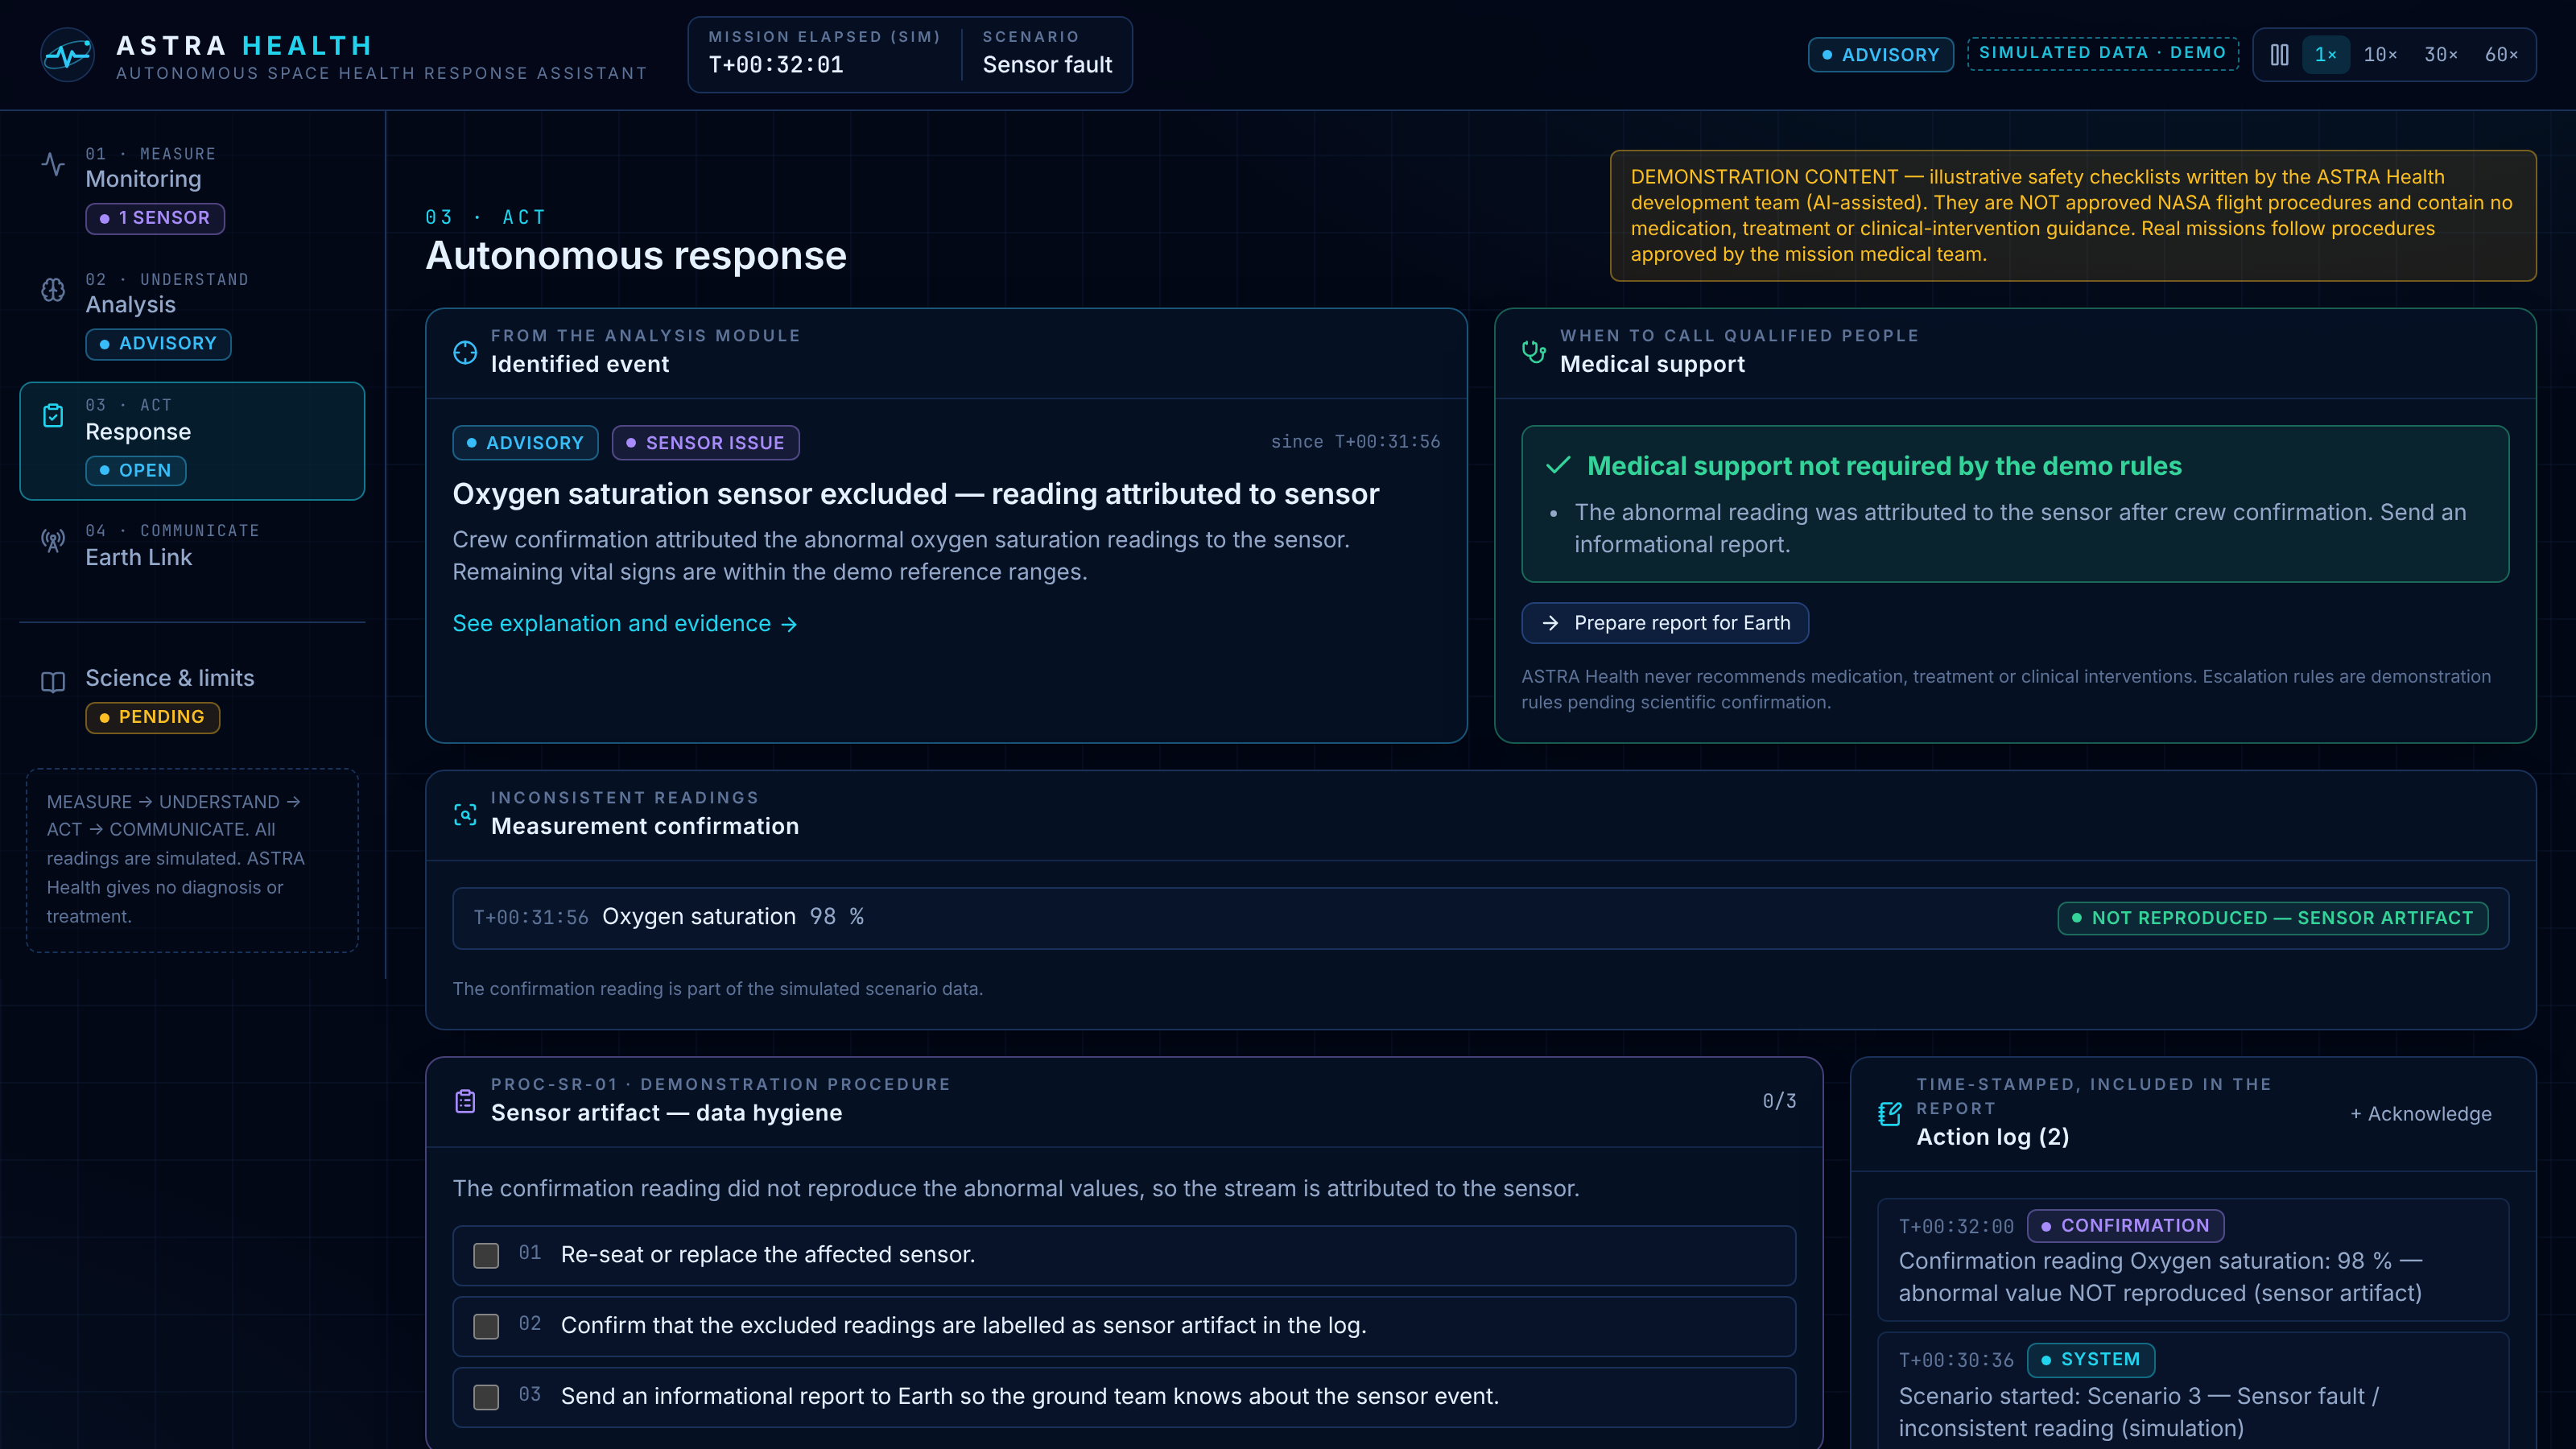 ASTRA HEALTH
AUTONOMOUS SPACE HEALTH RESPONSE ASSISTANT
MISSION ELAPSED (SIM)
T+00:32:01
SCENARIO
Sensor fault
ADVISORY
SIMULATED DATA · DEMO
1×
10×
30×
60×
01 · MEASURE
Monitoring
1 SENSOR
02 · UNDERSTAND
Analysis
ADVISORY
03 · ACT
Response
OPEN
04 · COMMUNICATE
Earth Link
Science & limits
PENDING
MEASURE → UNDERSTAND →
ACT → COMMUNICATE. All
readings are simulated. ASTRA
Health gives no diagnosis or
treatment.
03 · ACT
Autonomous response
DEMONSTRATION CONTENT — illustrative safety checklists written by the ASTRA Health
development team (AI-assisted). They are NOT approved NASA flight procedures and contain no
medication, treatment or clinical-intervention guidance. Real missions follow procedures
approved by the mission medical team.
FROM THE ANALYSIS MODULE
Identified event
ADVISORY
SENSOR ISSUE
since T+00:31:56
Oxygen saturation sensor excluded — reading attributed to sensor
Crew confirmation attributed the abnormal oxygen saturation readings to the sensor.
Remaining vital signs are within the demo reference ranges.
See explanation and evidence →
WHEN TO CALL QUALIFIED PEOPLE
Medical support
Medical support not required by the demo rules
• The abnormal reading was attributed to the sensor after crew confirmation. Send an
informational report.
→ Prepare report for Earth
ASTRA Health never recommends medication, treatment or clinical interventions. Escalation rules are demonstration
rules pending scientific confirmation.
INCONSISTENT READINGS
Measurement confirmation
T+00:31:56 Oxygen saturation 98 %
NOT REPRODUCED — SENSOR ARTIFACT
The confirmation reading is part of the simulated scenario data.
PROC-SR-01 · DEMONSTRATION PROCEDURE
Sensor artifact — data hygiene
0/3
The confirmation reading did not reproduce the abnormal values, so the stream is attributed to the sensor.
01 Re-seat or replace the affected sensor.
02 Confirm that the excluded readings are labelled as sensor artifact in the log.
03 Send an informational report to Earth so the ground team knows about the sensor event.
TIME-STAMPED, INCLUDED IN THE
REPORT
Action log (2)
+ Acknowledge
T+00:32:00 CONFIRMATION
Confirmation reading Oxygen saturation: 98 % —
abnormal value NOT reproduced (sensor artifact)
T+00:30:36 SYSTEM
Scenario started: Scenario 3 — Sensor fault /
inconsistent reading (simulation)